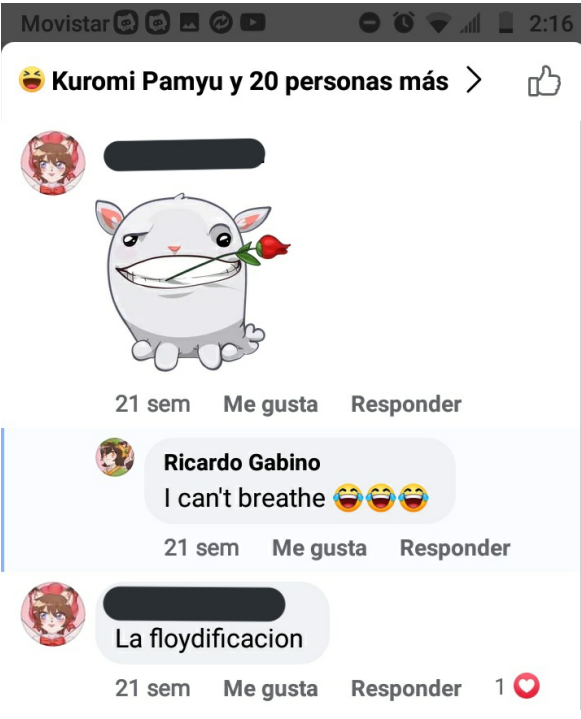 Movistar 2:16
Kuromi Pamyu y 20 personas más
21 sem Me gusta Responder
Ricardo Gabino
I can't breathe 😂😂😂
21 sem Me gusta Responder
La floydificacion
21 sem Me gusta Responder 1